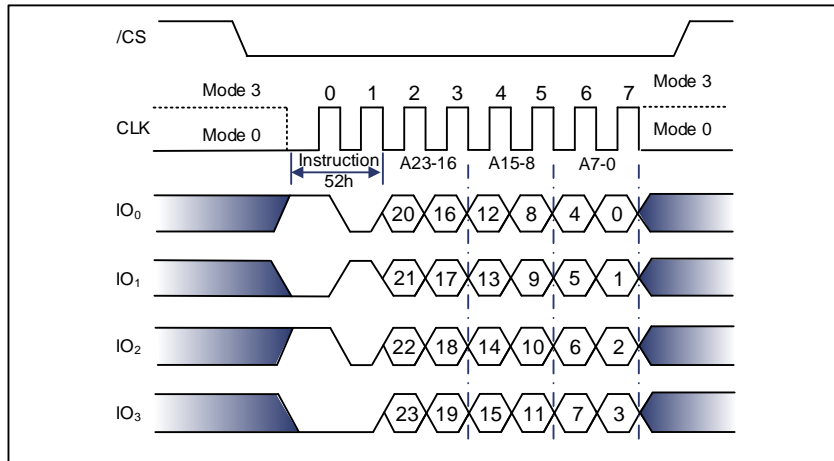 /CS
Mode 3
0 1 2 3 4 5 6 7
Mode 3
CLK
Mode 0
Mode 0
Instruction
52h
A23-16
A15-8
A7-0
IO0
20 16 12 8 4 0
IO1
21 17 13 9 5 1
IO2
22 18 14 10 6 2
IO3
23 19 15 11 7 3